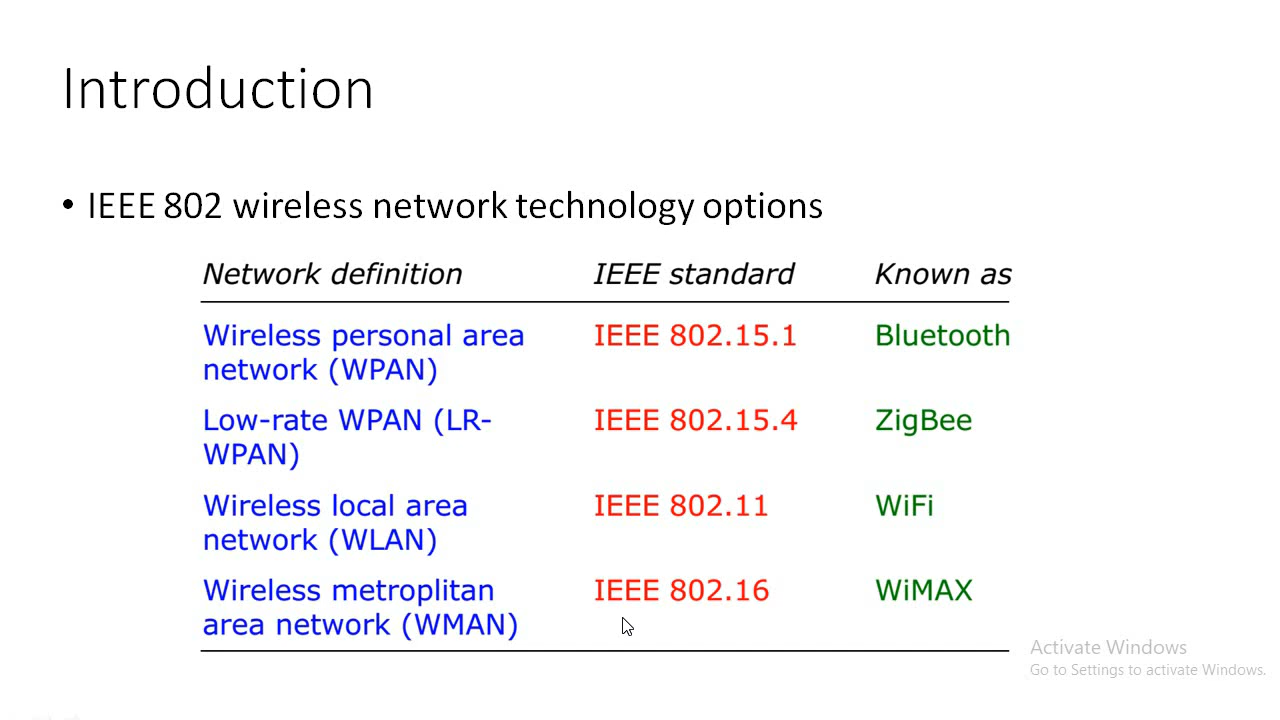 Introduction
• IEEE 802 wireless network technology options
Network definition IEEE standard Known as
Wireless personal area IEEE 802.15.1 Bluetooth
network (WPAN)
Low-rate WPAN (LR- IEEE 802.15.4 ZigBee
WPAN)
Wireless local area IEEE 802.11 WiFi
network (WLAN)
Wireless metroplitan IEEE 802.16 WiMAX
area network (WMAN)
Activate Windows
Go to Settings to activate Windows.